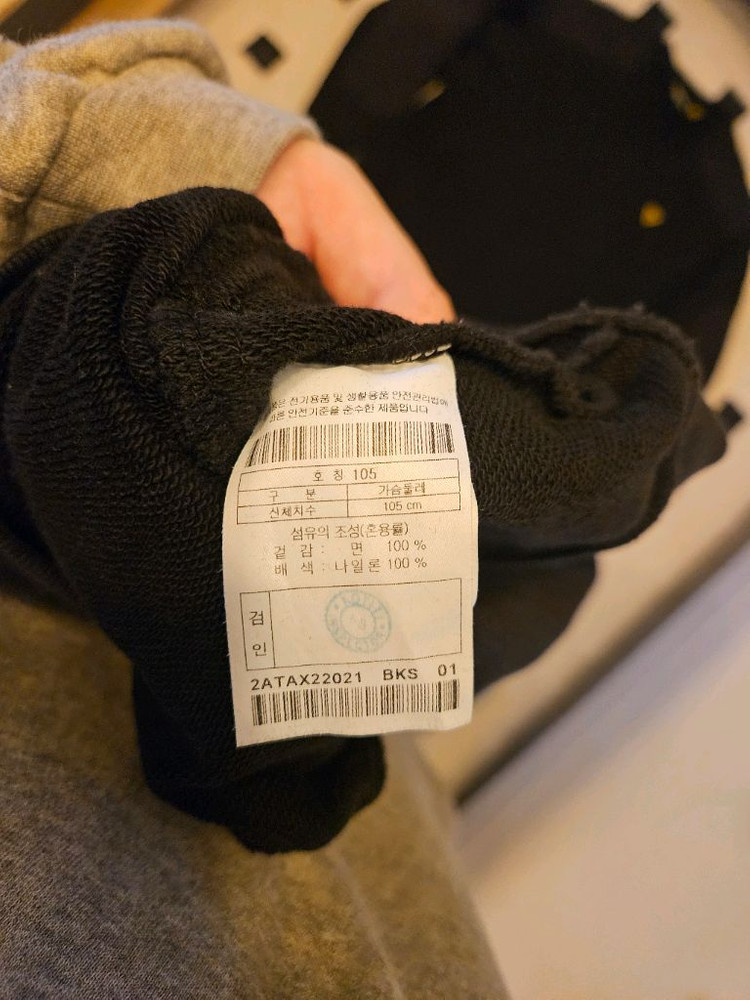 전기용품 및 생활용품 안전관리법에
안전기준을 준수한 제품입니다
호 칭 105
구 분 가슴둘레
신체치수 105 cm
섬유의 조성(혼용률)
겉 감 : 면 100 %
배 색 : 나일론 100 %
검
인
2ATAX22021 BKS 01